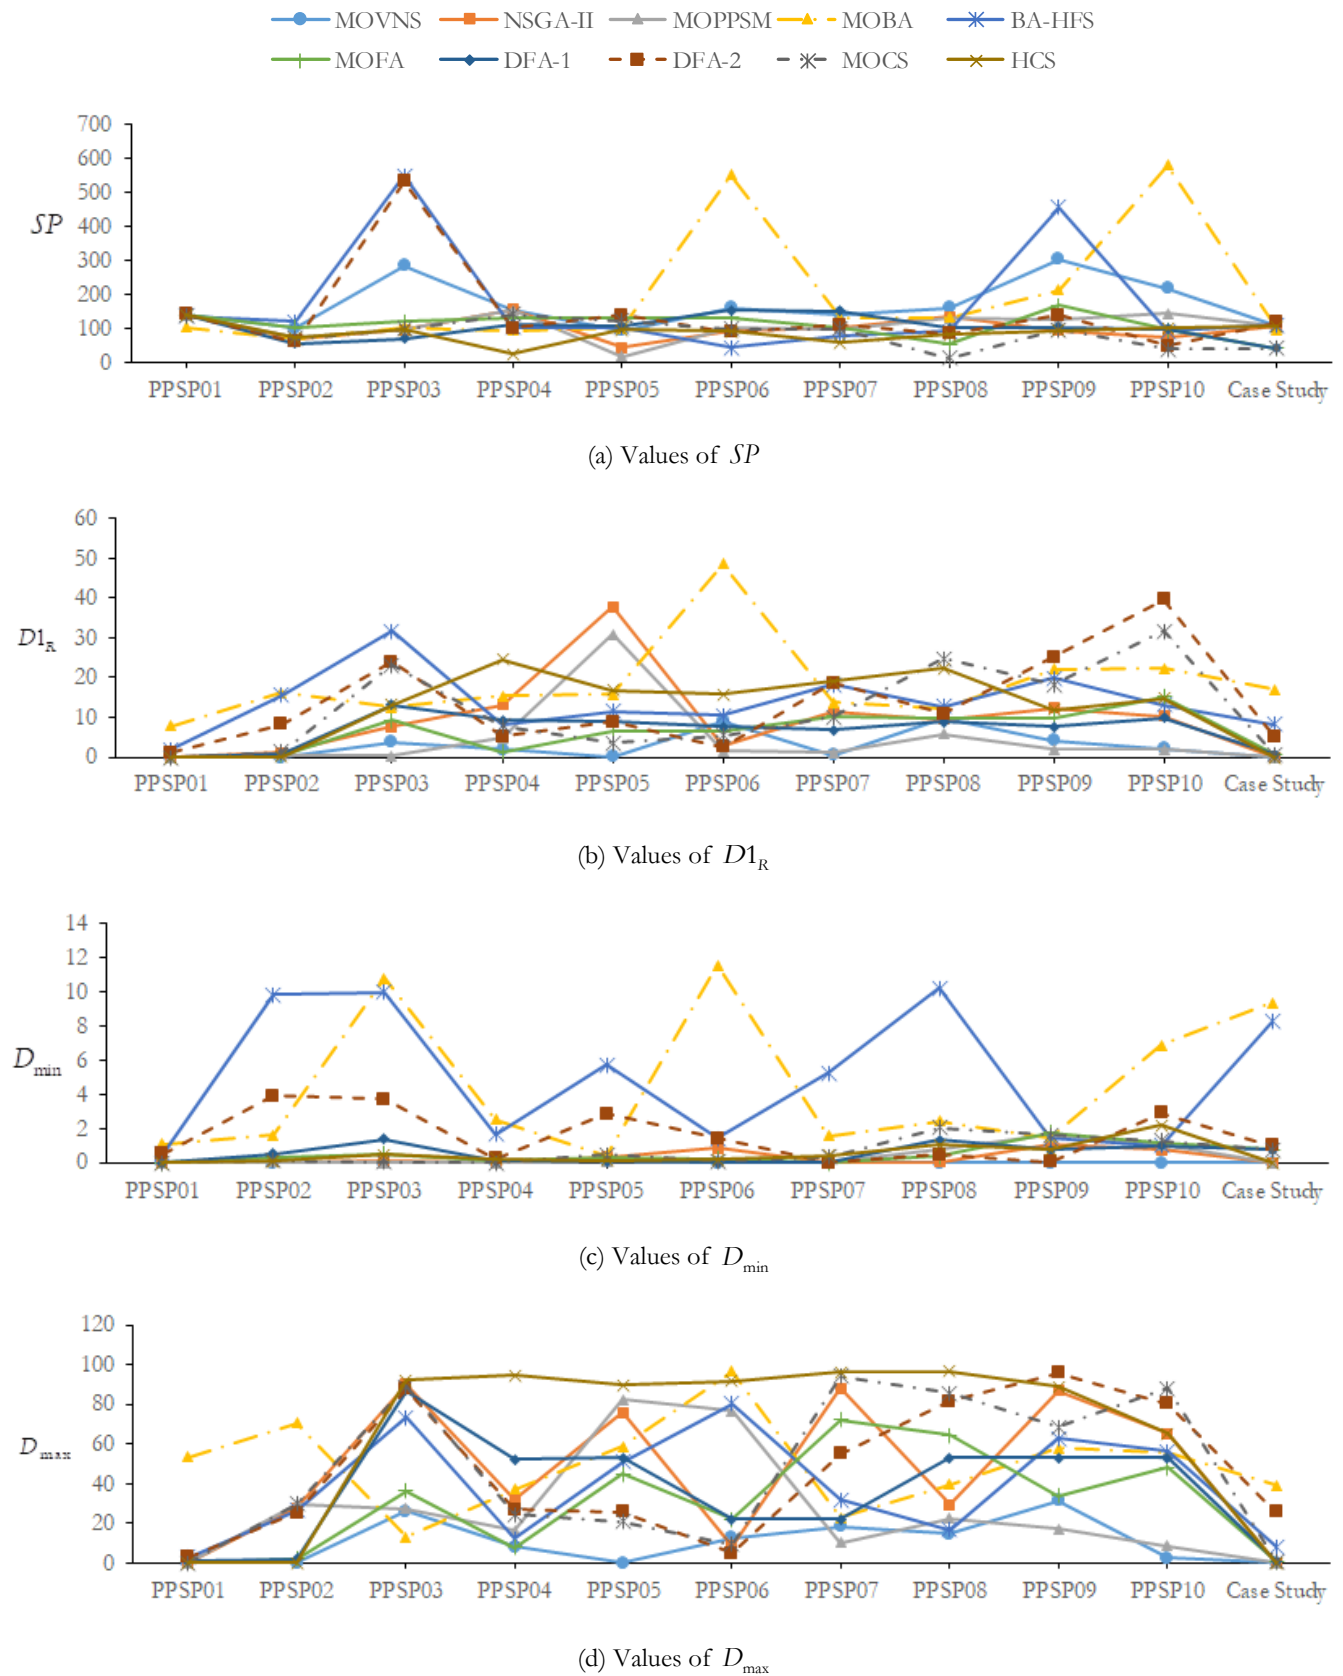 MOVNS NSGA-II MOPPSM MOBA BA-HFS
MOFA DFA-1 DFA-2 MOCS HCS
700
600
500
400
300
200
100
0
SP
PPSP01 PPSP02 PPSP03 PPSP04 PPSP05 PPSP06 PPSP07 PPSP08 PPSP09 PPSP10 Case Study
(a) Values of SP
60
50
40
30
20
10
0
D1R
PPSP01 PPSP02 PPSP03 PPSP04 PPSP05 PPSP06 PPSP07 PPSP08 PPSP09 PPSP10 Case Study
(b) Values of D1R
14
12
10
8
6
4
2
0
Dmin
PPSP01 PPSP02 PPSP03 PPSP04 PPSP05 PPSP06 PPSP07 PPSP08 PPSP09 PPSP10 Case Study
(c) Values of Dmin
120
100
80
60
40
20
0
Dmax
PPSP01 PPSP02 PPSP03 PPSP04 PPSP05 PPSP06 PPSP07 PPSP08 PPSP09 PPSP10 Case Study
(d) Values of Dmax